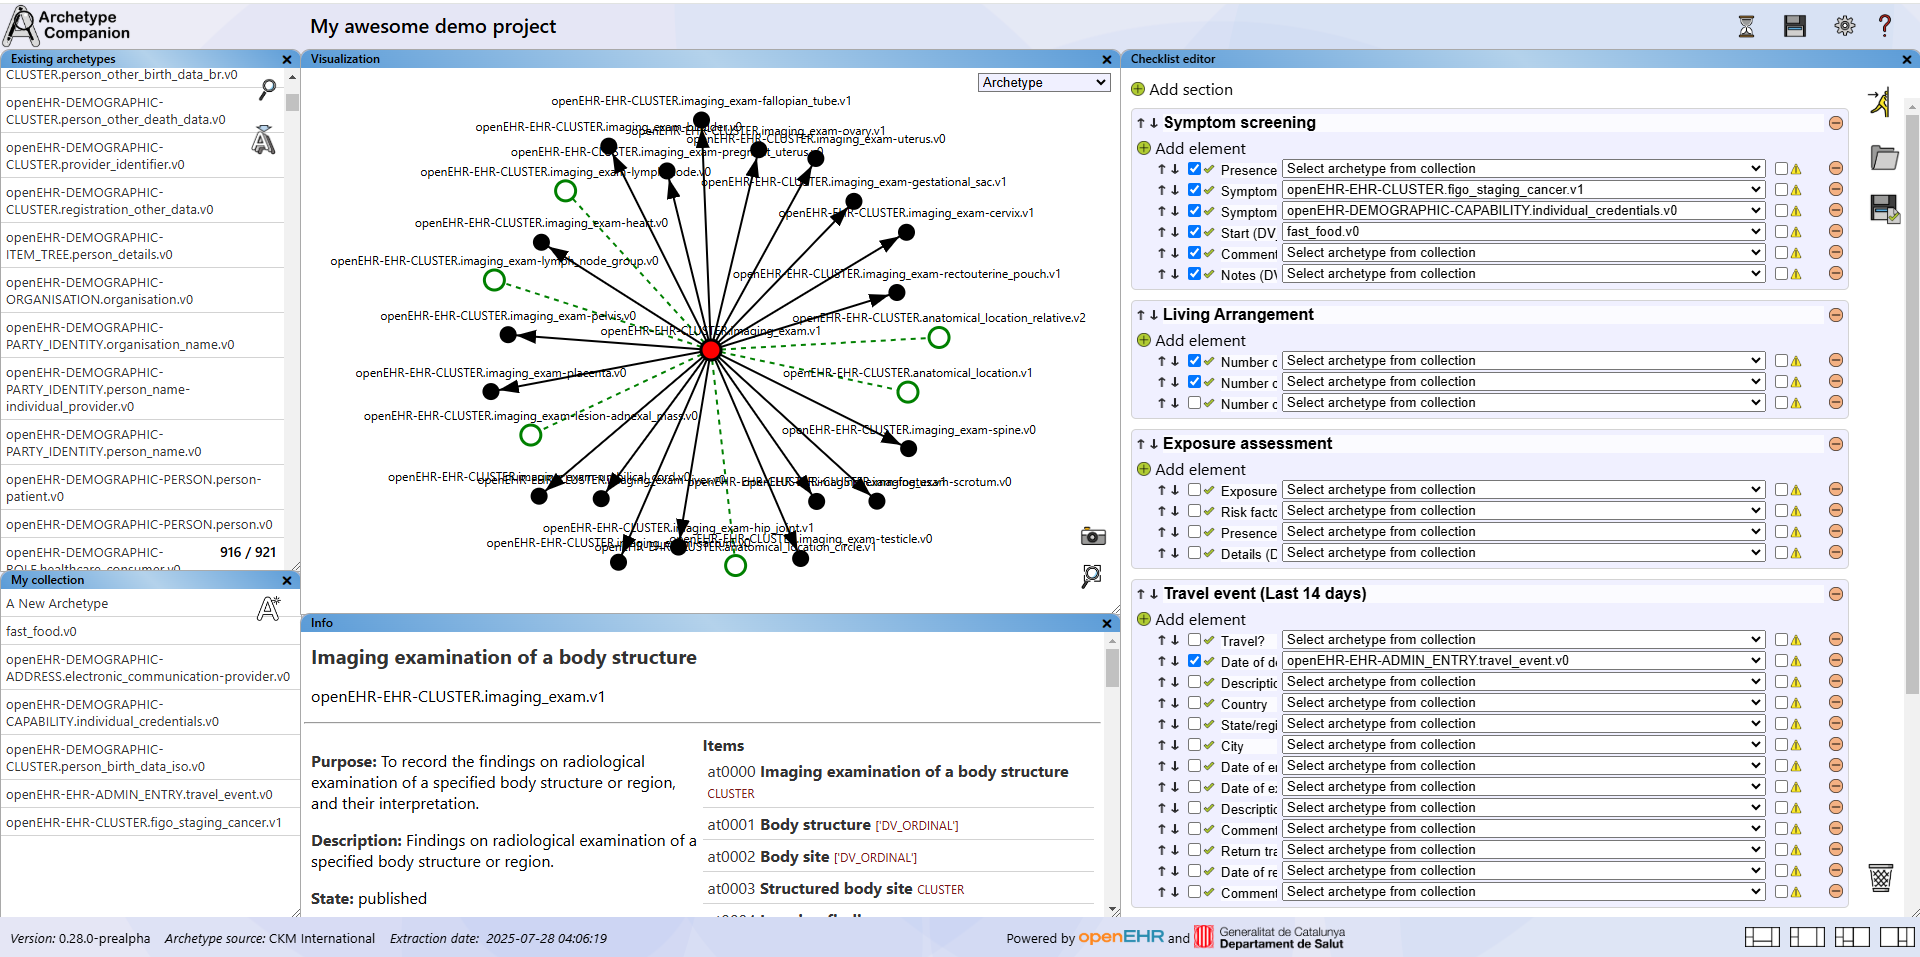 Archetype
Companion
My awesome demo project
Existing archetypes
CLUSTER.person_other_birth_data_br.v0
openEHR-DEMOGRAPHIC-
CLUSTER.person_other_death_data.v0
openEHR-DEMOGRAPHIC-
CLUSTER.provider_identifier.v0
openEHR-DEMOGRAPHIC-
CLUSTER.registration_other_data.v0
openEHR-DEMOGRAPHIC-
ITEM_TREE.person_details.v0
openEHR-DEMOGRAPHIC-
ORGANISATION.organisation.v0
openEHR-DEMOGRAPHIC-
PARTY_IDENTITY.organisation_name.v0
openEHR-DEMOGRAPHIC-
PARTY_IDENTITY.person_name-
individual_provider.v0
openEHR-DEMOGRAPHIC-
PARTY_IDENTITY.person_name.v0
openEHR-DEMOGRAPHIC-PERSON.person-
patient.v0
openEHR-DEMOGRAPHIC-PERSON.person.v0
openEHR-DEMOGRAPHIC-
916 / 921
ROLE.healthcare_consumer.v0
My collection
A New Archetype
fast_food.v0
openEHR-DEMOGRAPHIC-
ADDRESS.electronic_communication-provider.v0
openEHR-DEMOGRAPHIC-
CAPABILITY.individual_credentials.v0
openEHR-DEMOGRAPHIC-
CLUSTER.person_birth_data_iso.v0
openEHR-EHR-ADMIN_ENTRY.travel_event.v0
openEHR-EHR-CLUSTER.figo_staging_cancer.v1
Visualization
Archetype
openEHR-EHR-CLUSTER.imaging_exam-fallopian_tube.v1
openEHR-EHR-CLUSTER.imaging_exam-ovary.v1
openEHR-EHR-CLUSTER.imaging_exam-uterus.v0
openEHR-EHR-CLUSTER.imaging_exam-pregnant_uterus.v0
openEHR-EHR-CLUSTER.imaging_exam-lymph_node.v0
openEHR-EHR-CLUSTER.imaging_exam-gestational_sac.v1
openEHR-EHR-CLUSTER.imaging_exam-cervix.v1
openEHR-EHR-CLUSTER.imaging_exam-heart.v0
openEHR-EHR-CLUSTER.imaging_exam-lymph_node_group.v0
openEHR-EHR-CLUSTER.imaging_exam-rectouterine_pouch.v1
openEHR-EHR-CLUSTER.imaging_exam-pelvis.v0
openEHR-EHR-CLUSTER.anatomical_location_relative.v2
openEHR-EHR-CLUSTER.imaging_exam.v1
openEHR-EHR-CLUSTER.imaging_exam-placenta.v0
openEHR-EHR-CLUSTER.anatomical_location.v1
openEHR-EHR-CLUSTER.imaging_exam-lesion-adnexal_mass.v0
openEHR-EHR-CLUSTER.imaging_exam-spine.v0
openEHR-EHR-CLUSTER.imaging_exam-umbilical_cord.v0
openEHR-EHR-CLUSTER.imaging_exam-scrotum.v0
openEHR-EHR-CLUSTER.imaging_exam-hip_joint.v1
openEHR-EHR-CLUSTER.imaging_exam-testicle.v0
openEHR-EHR-CLUSTER.anatomical_location_circle.v1
Info
Imaging examination of a body structure
openEHR-EHR-CLUSTER.imaging_exam.v1
Purpose: To record the findings on radiological
examination of a specified body structure or region,
and their interpretation.
Description: Findings on radiological examination of a
specified body structure or region.
State: published
Items
at0000 Imaging examination of a body structure
CLUSTER
at0001 Body structure ['DV_ORDINAL']
at0002 Body site ['DV_ORDINAL']
at0003 Structured body site CLUSTER
Checklist editor
Add section
Symptom screening
Add element
Presence Select archetype from collection
Symptom openEHR-EHR-CLUSTER.figo_staging_cancer.v1
Symptom openEHR-DEMOGRAPHIC-CAPABILITY.individual_credentials.v0
Start (DV_ fast_food.v0
Comment Select archetype from collection
Notes (DV Select archetype from collection
Living Arrangement
Add element
Number o Select archetype from collection
Number o Select archetype from collection
Number o Select archetype from collection
Exposure assessment
Add element
Exposure Select archetype from collection
Risk facto Select archetype from collection
Presence Select archetype from collection
Details (D Select archetype from collection
Travel event (Last 14 days)
Add element
Travel? Select archetype from collection
Date of de openEHR-EHR-ADMIN_ENTRY.travel_event.v0
Descriptio Select archetype from collection
Country Select archetype from collection
State/regi Select archetype from collection
City Select archetype from collection
Date of en Select archetype from collection
Date of ex Select archetype from collection
Descriptio Select archetype from collection
Comment Select archetype from collection
Return tra Select archetype from collection
Date of re Select archetype from collection
Comment Select archetype from collection
Version: 0.28.0-prealpha Archetype source: CKM International Extraction date: 2025-07-28 04:06:19
Powered by openEHR and Generalitat de Catalunya
Departament de Salut